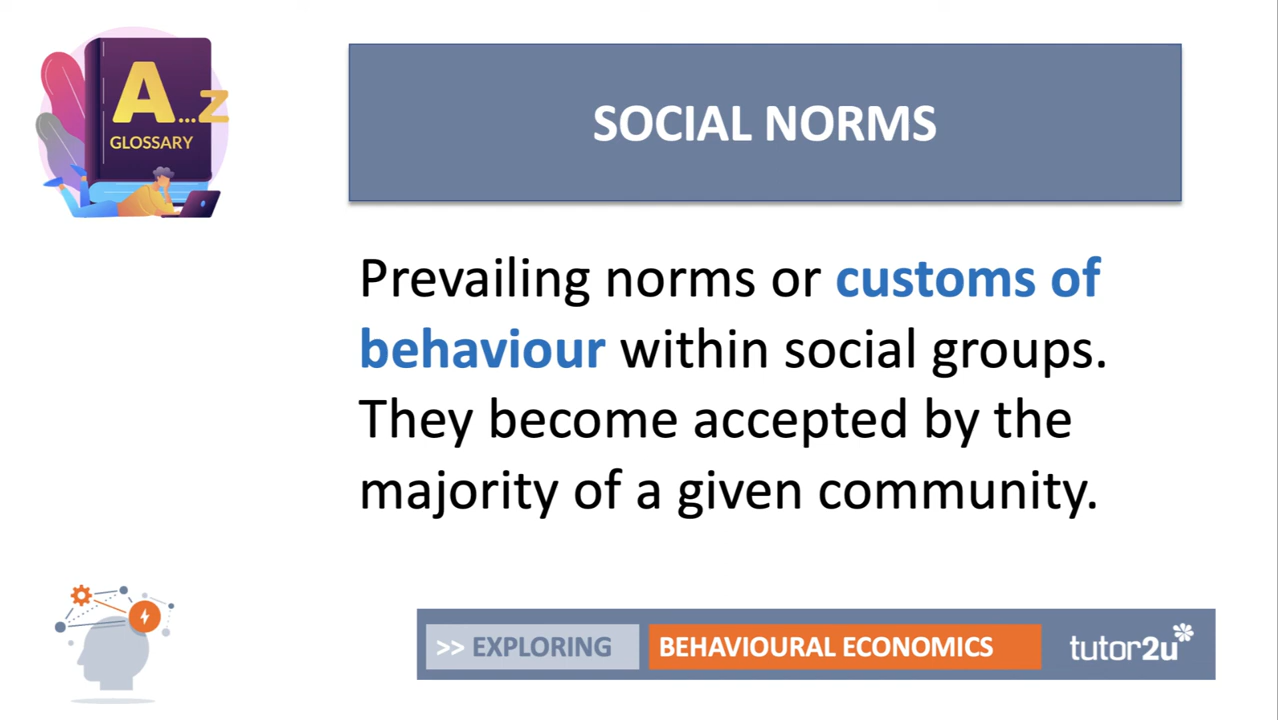 A...Z
GLOSSARY
SOCIAL NORMS
Prevailing norms or customs of
behaviour within social groups.
They become accepted by the
majority of a given community.
>> EXPLORING BEHAVIOURAL ECONOMICS tutor2u